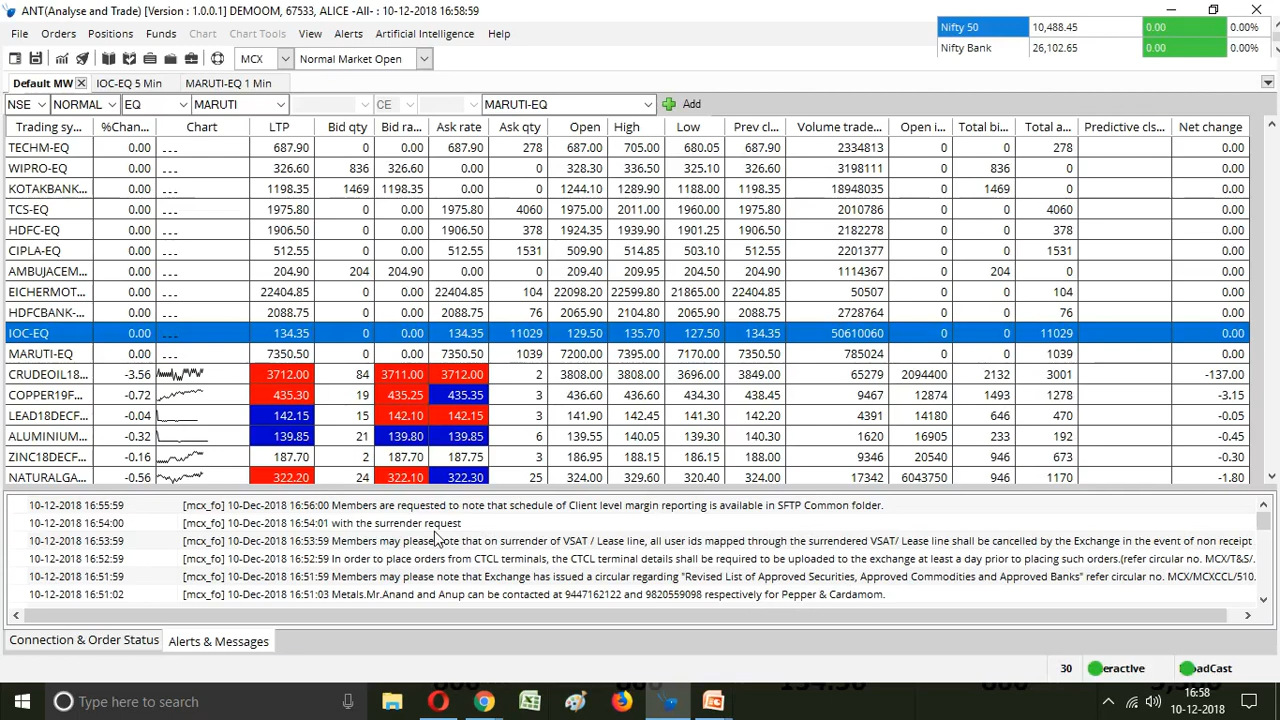 ANT(Analyse and Trade) [Version : 1.0.0.1] DEMOOM, 67533, ALICE -All- : 10-12-2018 16:58:59
File Orders Positions Funds Chart Chart Tools View Alerts Artificial Intelligence Help
Nifty 50 10,488.45 0.00 0.00%
Nifty Bank 26,102.65 0.00 0.00%
MCX Normal Market Open
Default MW IOC-EQ 5 Min MARUTI-EQ 1 Min
NSE NORMAL EQ MARUTI CE MARUTI-EQ Add
Trading sy... %Chan... Chart LTP Bid qty Bid ra... Ask rate Ask qty Open High Low Prev cl... Volume trade... Open i... Total bi... Total a... Predictive cls... Net change
TECHM-EQ 0.00 --- 687.90 0 0.00 687.90 278 687.00 705.00 680.05 687.90 2334813 0 0 278 0.00
WIPRO-EQ 0.00 --- 326.60 836 326.60 0.00 0 328.30 336.50 325.10 326.60 3198111 0 836 0 0.00
KOTAKBANK... 0.00 --- 1198.35 1469 1198.35 0.00 0 1244.10 1289.90 1188.00 1198.35 18948035 0 1469 0 0.00
TCS-EQ 0.00 --- 1975.80 0 0.00 1975.80 4060 1975.00 2011.00 1960.00 1975.80 2010786 0 0 4060 0.00
HDFC-EQ 0.00 --- 1906.50 0 0.00 1906.50 378 1924.35 1939.90 1901.25 1906.50 2182278 0 0 378 0.00
CIPLA-EQ 0.00 --- 512.55 0 0.00 512.55 1531 509.90 514.85 503.10 512.55 2201377 0 0 1531 0.00
AMBUJACEM... 0.00 --- 204.90 204 204.90 0.00 0 209.40 209.95 204.50 204.90 1114367 0 204 0 0.00
EICHERMOT... 0.00 --- 22404.85 0 0.00 22404.85 104 22098.20 22599.80 21865.00 22404.85 50507 0 0 104 0.00
HDFCBANK-... 0.00 --- 2088.75 0 0.00 2088.75 76 2065.90 2104.80 2065.90 2088.75 2728764 0 0 76 0.00
IOC-EQ 0.00 --- 134.35 0 0.00 134.35 11029 129.50 135.70 127.50 134.35 50610060 0 0 11029 0.00
MARUTI-EQ 0.00 --- 7350.50 0 0.00 7350.50 1039 7200.00 7395.00 7170.00 7350.50 785024 0 0 1039 0.00
CRUDEOIL18... -3.56 3712.00 84 3711.00 3712.00 2 3808.00 3808.00 3696.00 3849.00 65279 2094400 2132 3001 -137.00
COPPER19F... -0.72 435.30 19 435.25 435.35 3 436.60 436.60 434.30 438.45 9467 12874 1493 1278 -3.15
LEAD18DECF... -0.04 142.15 15 142.10 142.15 3 141.90 142.45 141.30 142.20 4391 14180 646 470 -0.05
ALUMINIUM... -0.32 139.85 21 139.80 139.85 6 139.55 140.05 139.30 140.30 1620 16905 233 192 -0.45
ZINC18DECF... -0.16 187.70 2 187.70 187.75 3 186.95 188.15 186.15 188.00 9346 20540 946 673 -0.30
NATURALGA... -0.56 322.20 24 322.10 322.30 25 324.00 329.60 320.40 324.00 17342 6043750 946 1170 -1.80
10-12-2018 16:55:59 [mcx_fo] 10-Dec-2018 16:56:00 Members are requested to note that schedule of Client level margin reporting is available in SFTP Common folder.
10-12-2018 16:54:00 [mcx_fo] 10-Dec-2018 16:54:01 with the surrender request
10-12-2018 16:53:59 [mcx_fo] 10-Dec-2018 16:53:59 Members may please note that on surrender of VSAT / Lease line, all user ids mapped through the surrendered VSAT/ Lease line shall be cancelled by the Exchange in the event of non receipt
10-12-2018 16:52:59 [mcx_fo] 10-Dec-2018 16:52:59 In order to place orders from CTCL terminals, the CTCL terminal details shall be required to be uploaded to the exchange at least a day prior to placing such orders.(refer circular no. MCX/T&S/.
10-12-2018 16:51:59 [mcx_fo] 10-Dec-2018 16:51:59 Members may please note that Exchange has issued a circular regarding "Revised List of Approved Securities, Approved Commodities and Approved Banks" refer circular no. MCX/MCXCCL/510.
10-12-2018 16:51:02 [mcx_fo] 10-Dec-2018 16:51:03 Metals.Mr.Anand and Anup can be contacted at 9447162122 and 9820559098 respectively for Pepper & Cardamom.
Connection & Order Status Alerts & Messages
30 eractive adCast
Type here to search
16:58
10-12-2018